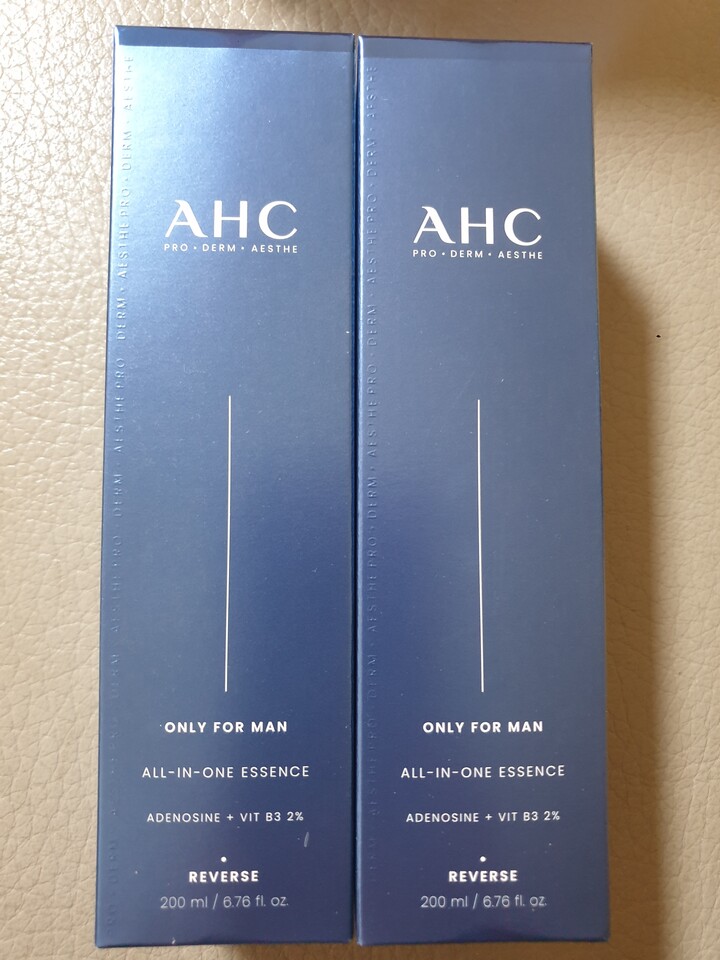 AHC
PRO • DERM • AESTHE
ONLY FOR MAN
ALL-IN-ONE ESSENCE
ADENOSINE + VIT B3 2%
REVERSE
200 ml / 6.76 fl. oz.
AHC
PRO • DERM • AESTHE
ONLY FOR MAN
ALL-IN-ONE ESSENCE
ADENOSINE + VIT B3 2%
REVERSE
200 ml / 6.76 fl. oz.